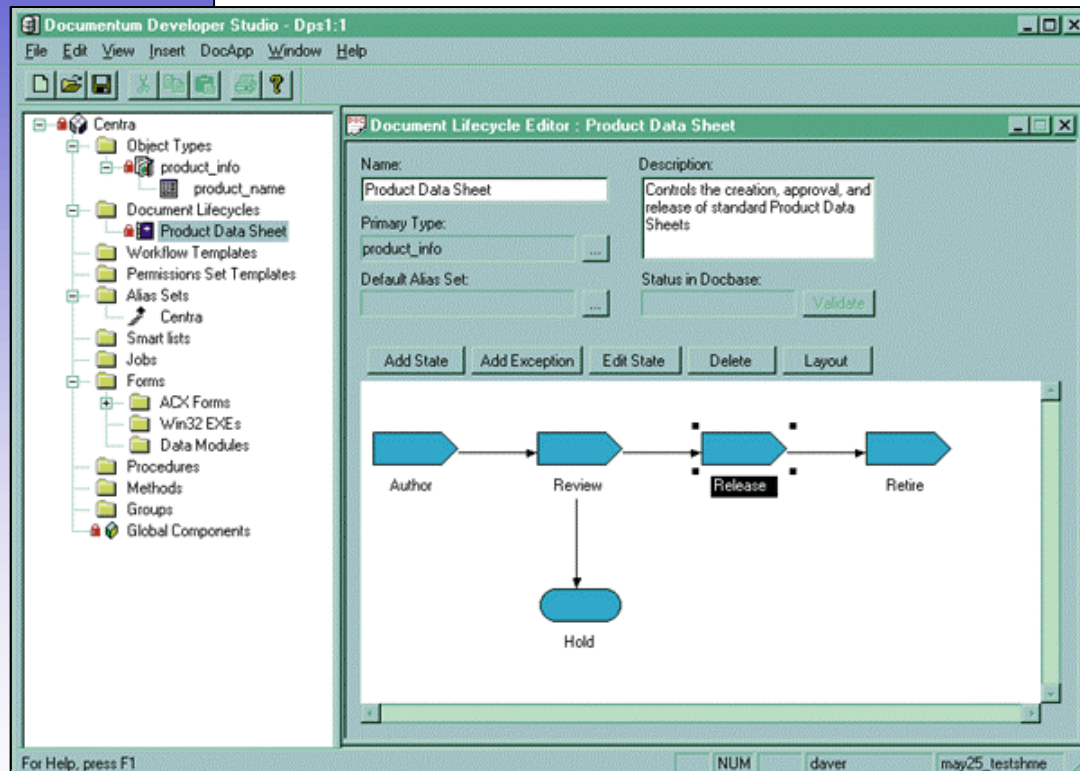 Documentum Developer Studio - Dps1:1
File Edit View Insert DocApp Window Help
Centra
Object Types
product_info
product_name
Document Lifecycles
Product Data Sheet
Workflow Templates
Permissions Set Templates
Alias Sets
Centra
Smart lists
Jobs
Forms
ACX Forms
Win32 EXEs
Data Modules
Procedures
Methods
Groups
Global Components
Document Lifecycle Editor : Product Data Sheet
Name:
Product Data Sheet
Description:
Controls the creation, approval, and
release of standard Product Data
Sheets
Primary Type:
product_info
...
Default Alias Set:
...
Status in Docbase:
Validate
Add State Add Exception Edit State Delete Layout
Author Review Release Retire
Hold
For Help, press F1 NUM daver may25_testshme